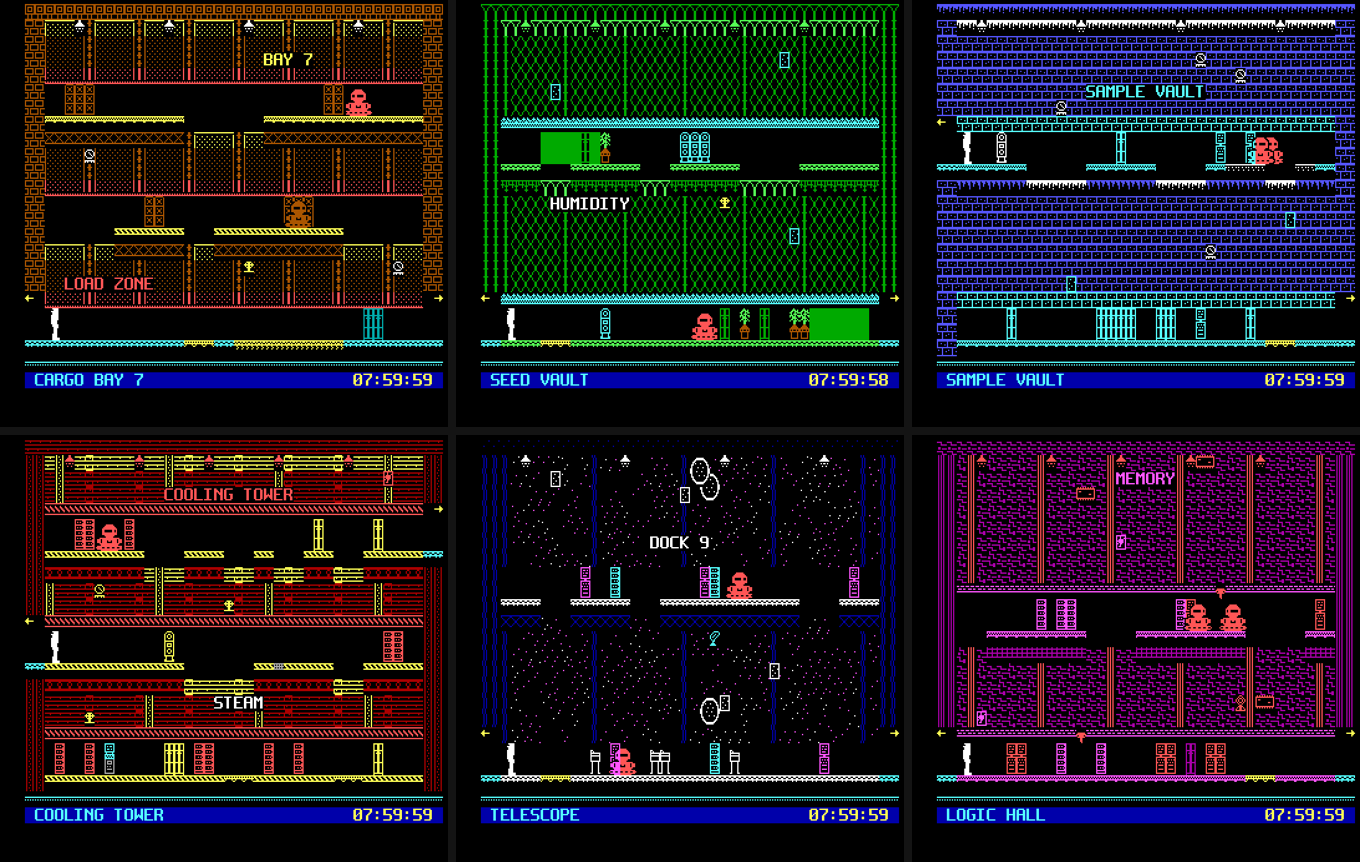 BAY 7
LOAD ZONE
CARGO BAY 7 07:59:59
HUMIDITY
SEED VAULT 07:59:58
SAMPLE VAULT
SAMPLE VAULT 07:59:59
COOLING TOWER
STEAM
COOLING TOWER 07:59:59
DOCK 9
TELESCOPE 07:59:59
MEMORY
LOGIC HALL 07:59:59